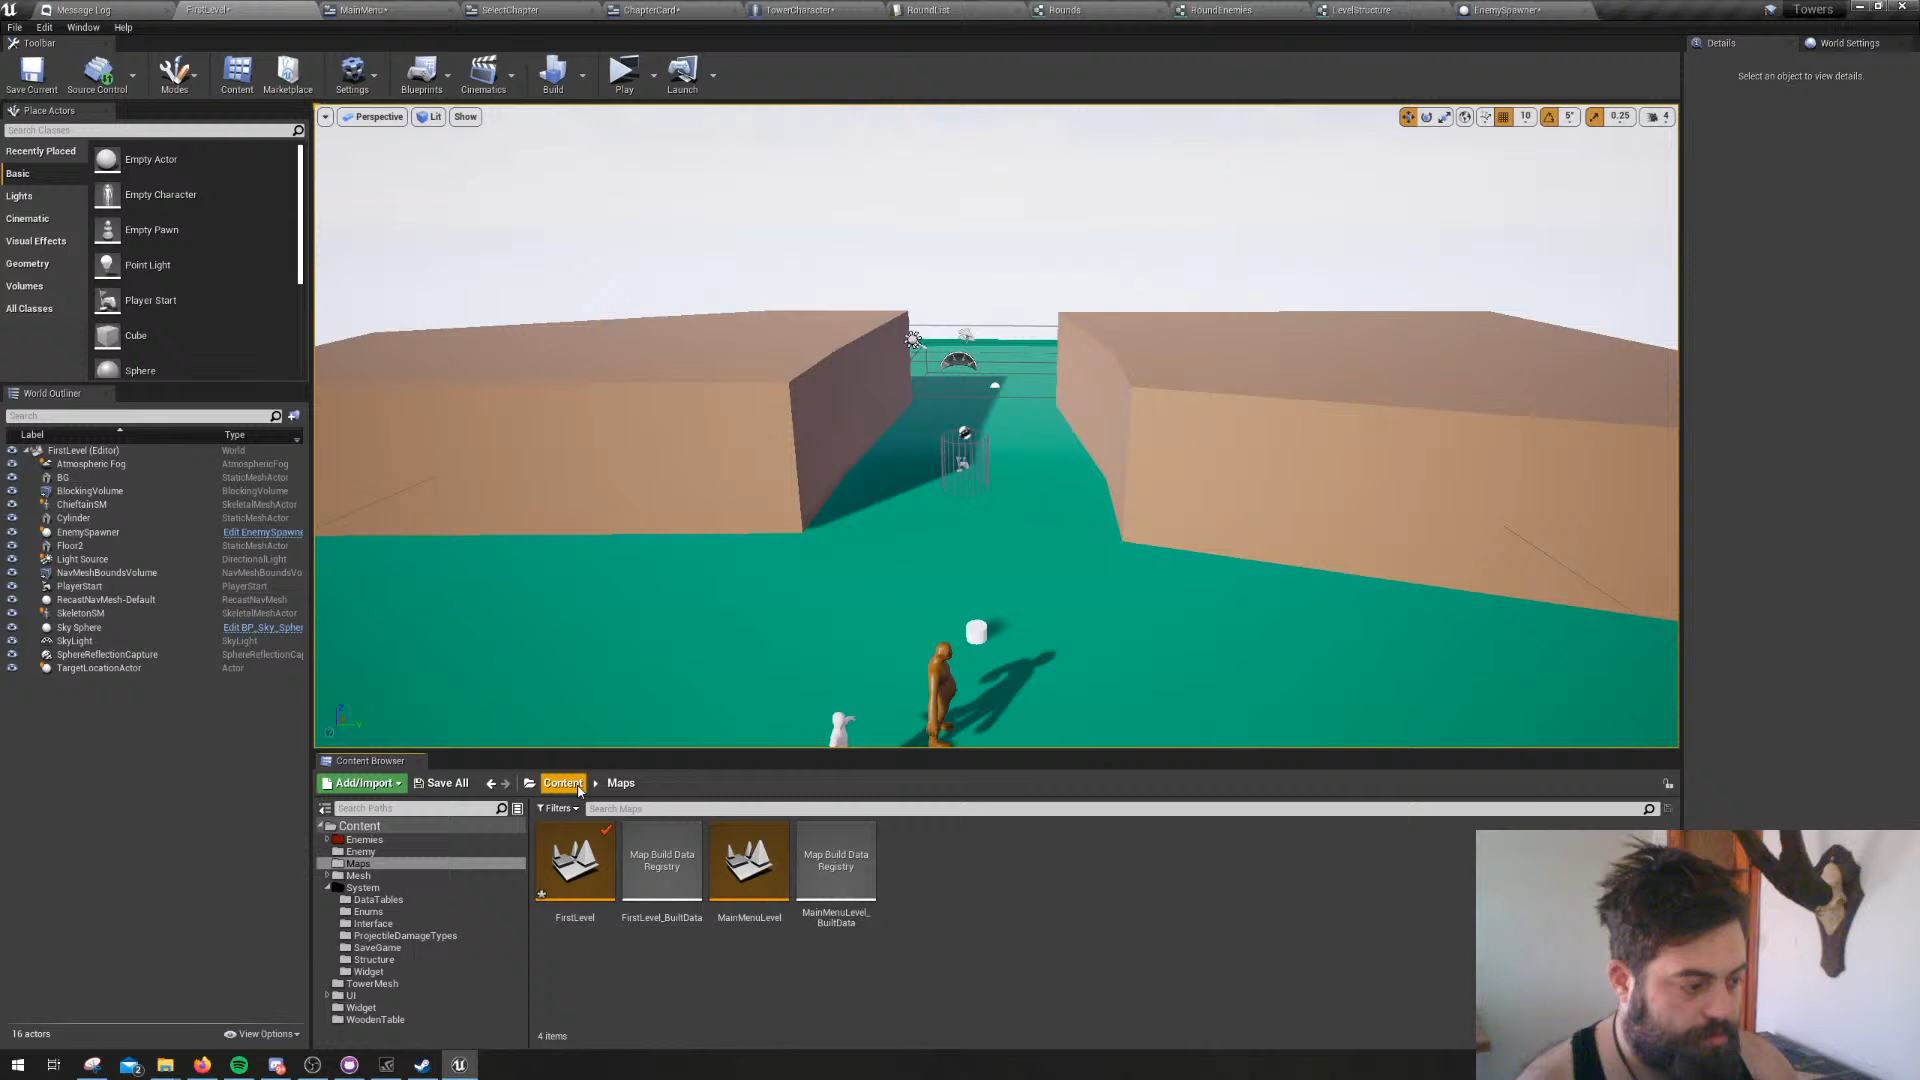 Message Log
FirstLevel*
MainMenu*
SelectChapter
ChapterCard*
TowerCharacter*
RoundList
Rounds
RoundEnemies
LevelStructure
EnemySpawner*
Towers
File Edit Window Help
Toolbar
Save Current
Source Control
Modes
Content
Marketplace
Settings
Blueprints
Cinematics
Build
Play
Launch
Place Actors
Search Classes
Recently Placed
Basic
Lights
Cinematic
Visual Effects
Geometry
Volumes
All Classes
Empty Actor
Empty Character
Empty Pawn
Point Light
Player Start
Cube
Sphere
Perspective
Lit
Show
10
5°
0.25
4
Details
World Settings
Select an object to view details.
World Outliner
Search...
Label Type
FirstLevel (Editor) World
Atmospheric Fog AtmosphericFog
BG StaticMeshActor
BlockingVolume BlockingVolume
ChieftainSM SkeletalMeshActor
Cylinder StaticMeshActor
EnemySpawner Edit EnemySpawne
Floor2 StaticMeshActor
Light Source DirectionalLight
NavMeshBoundsVolume NavMeshBoundsVo
PlayerStart PlayerStart
RecastNavMesh-Default RecastNavMesh
SkeletonSM SkeletalMeshActor
Sky Sphere Edit BP_Sky_Spher
SkyLight SkyLight
SphereReflectionCapture SphereReflectionCap
TargetLocationActor Actor
16 actors
View Options
Content Browser
Add/Import
Save All
Content
Maps
Search Paths
Filters
Search Maps
Content
Enemies
Enemy
Maps
Mesh
System
DataTables
Enums
Interface
ProjectileDamageTypes
SaveGame
Structure
Widget
TowerMesh
UI
Widget
WoodenTable
Map Build Data
Registry
Map Build Data
Registry
FirstLevel
FirstLevel_BuiltData
MainMenuLevel
MainMenuLevel_
BuiltData
4 items